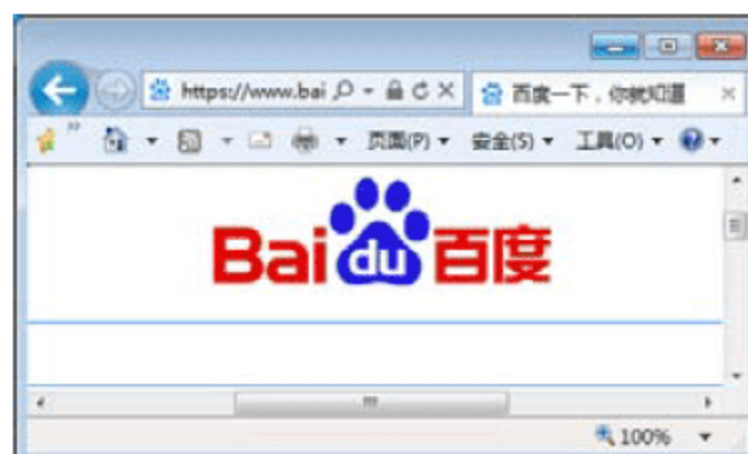 https://www.bai
百度一下，你就知道
页面(P)
安全(S)
工具(O)
Bai du 百度
100%